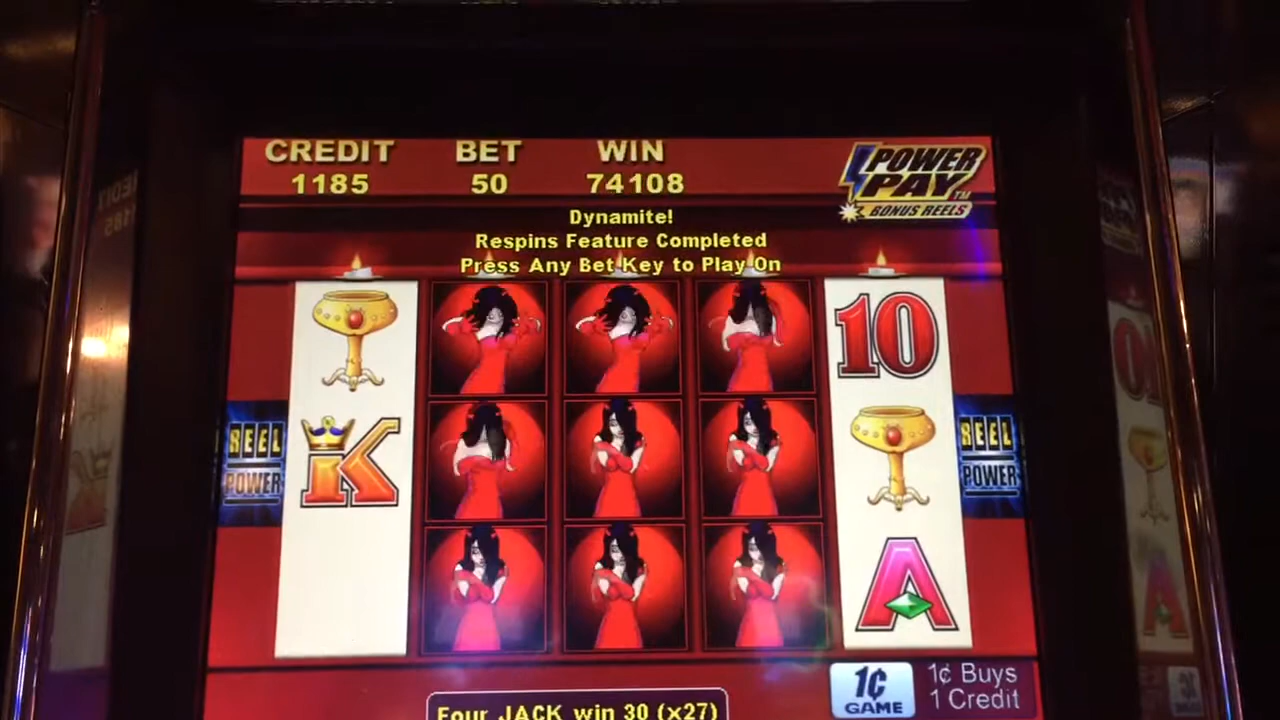 CREDIT BET WIN
1185 50 74108
POWER
PAY™
BONUS REELS
Dynamite!
Respins Feature Completed
Press Any Bet Key to Play On
10
REEL
POWER
K
REEL
POWER
A
1¢
GAME
1¢ Buys
1 Credit
Four JACK win 30 (x27)